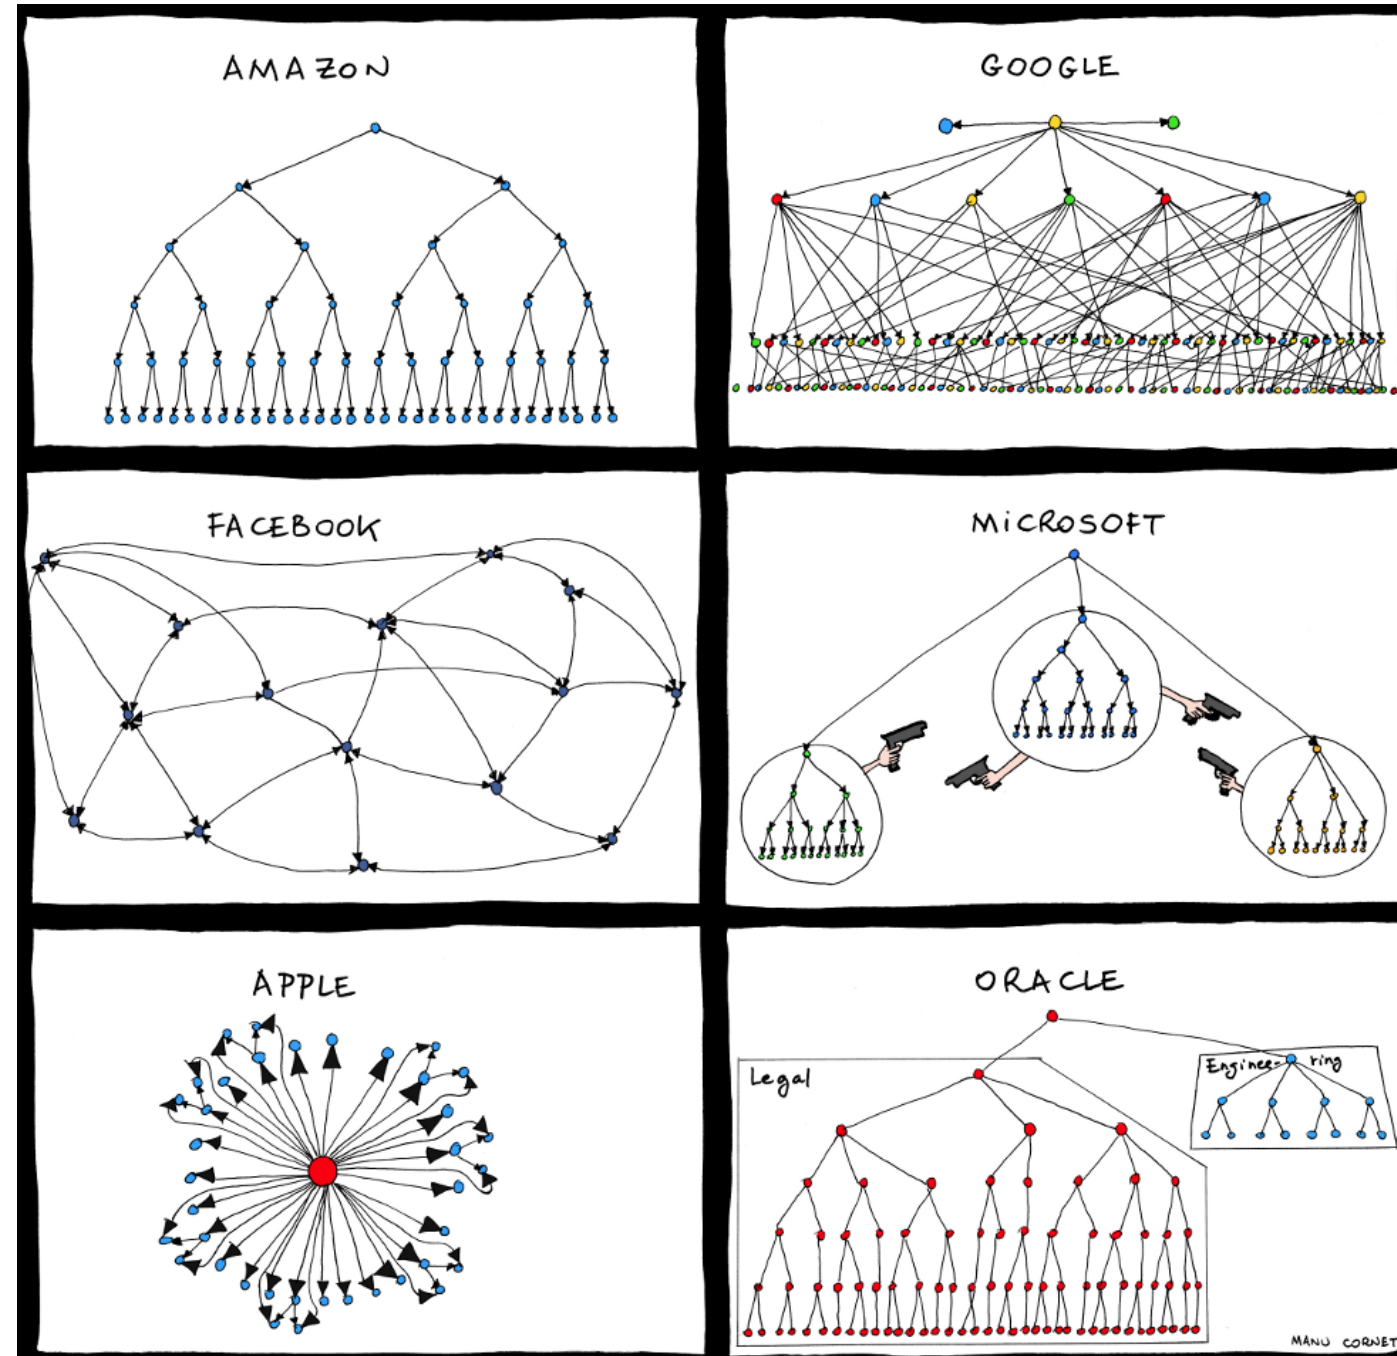 AMAZON
GOOGLE
FACEBOOK
MiCROSOFT
APPLE
ORACLE
Legal
Enginee- ring
MANU CORNET